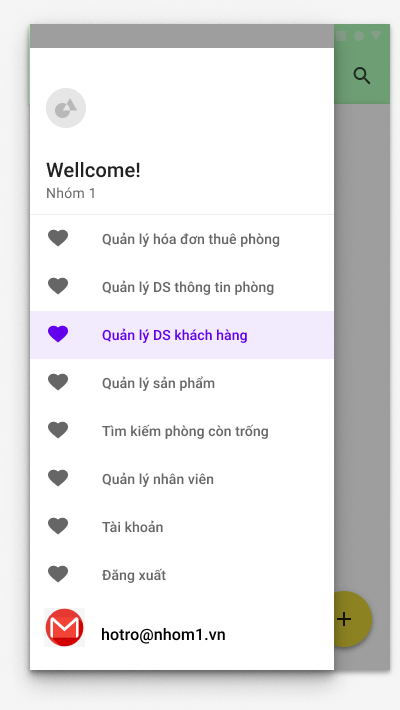 Wellcome!
Nhóm 1
Quản lý hóa đơn thuê phòng
Quản lý DS thông tin phòng
Quản lý DS khách hàng
Quản lý sản phẩm
Tìm kiếm phòng còn trống
Quản lý nhân viên
Tài khoản
Đăng xuất
hotro@nhom1.vn